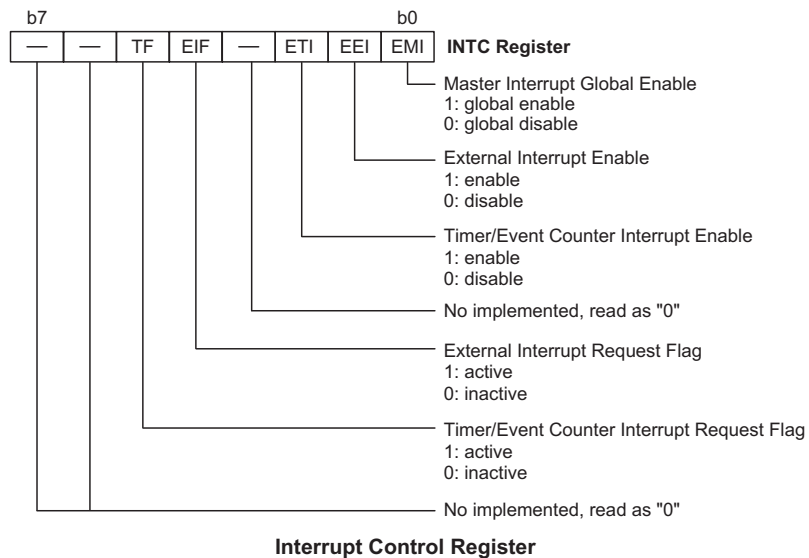 b7 b0
— — TF EIF — ETI EEI EMI INTC Register
Master Interrupt Global Enable
1: global enable
0: global disable
External Interrupt Enable
1: enable
0: disable
Timer/Event Counter Interrupt Enable
1: enable
0: disable
No implemented, read as "0"
External Interrupt Request Flag
1: active
0: inactive
Timer/Event Counter Interrupt Request Flag
1: active
0: inactive
No implemented, read as "0"
Interrupt Control Register